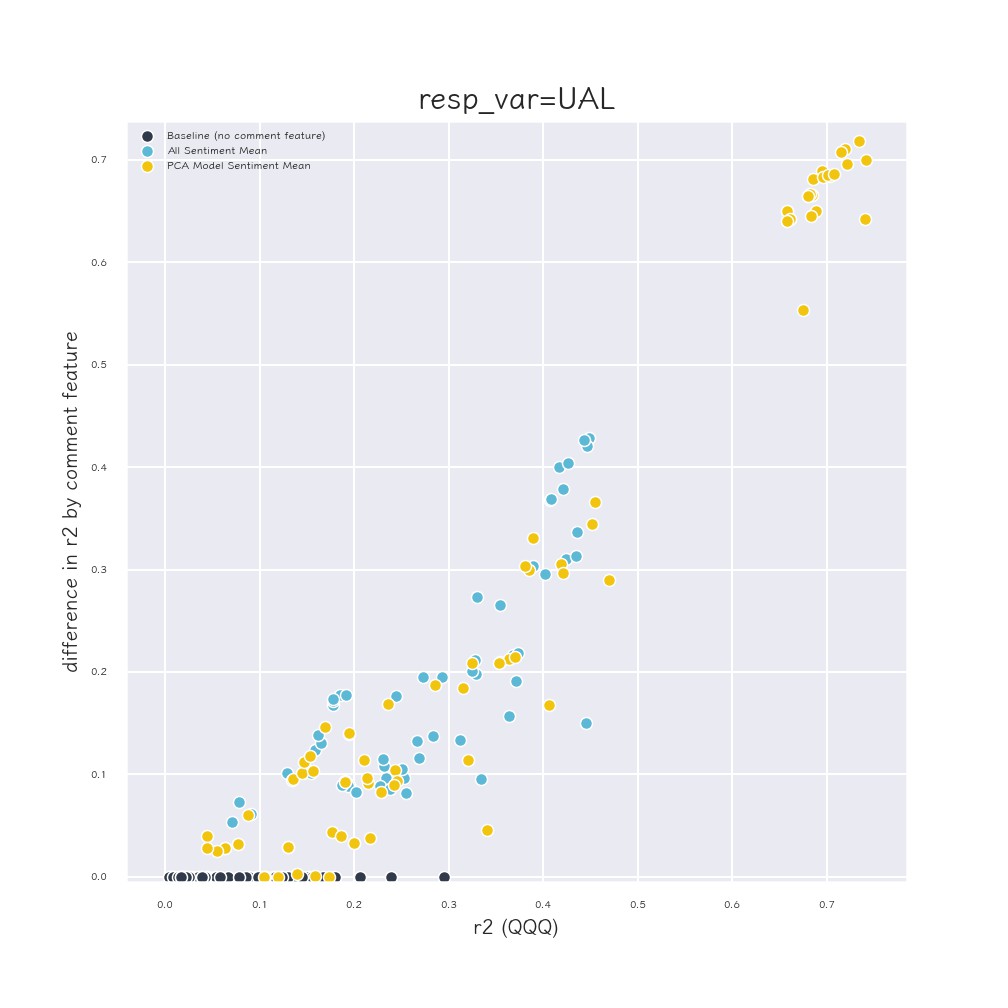 resp_var=UAL
Baseline (no comment feature)
All Sentiment Mean
PCA Model Sentiment Mean
difference in r2 by comment feature
0.7
0.6
0.5
0.4
0.3
0.2
0.1
0.0
0.0 0.1 0.2 0.3 0.4 0.5 0.6 0.7
r2 (QQQ)